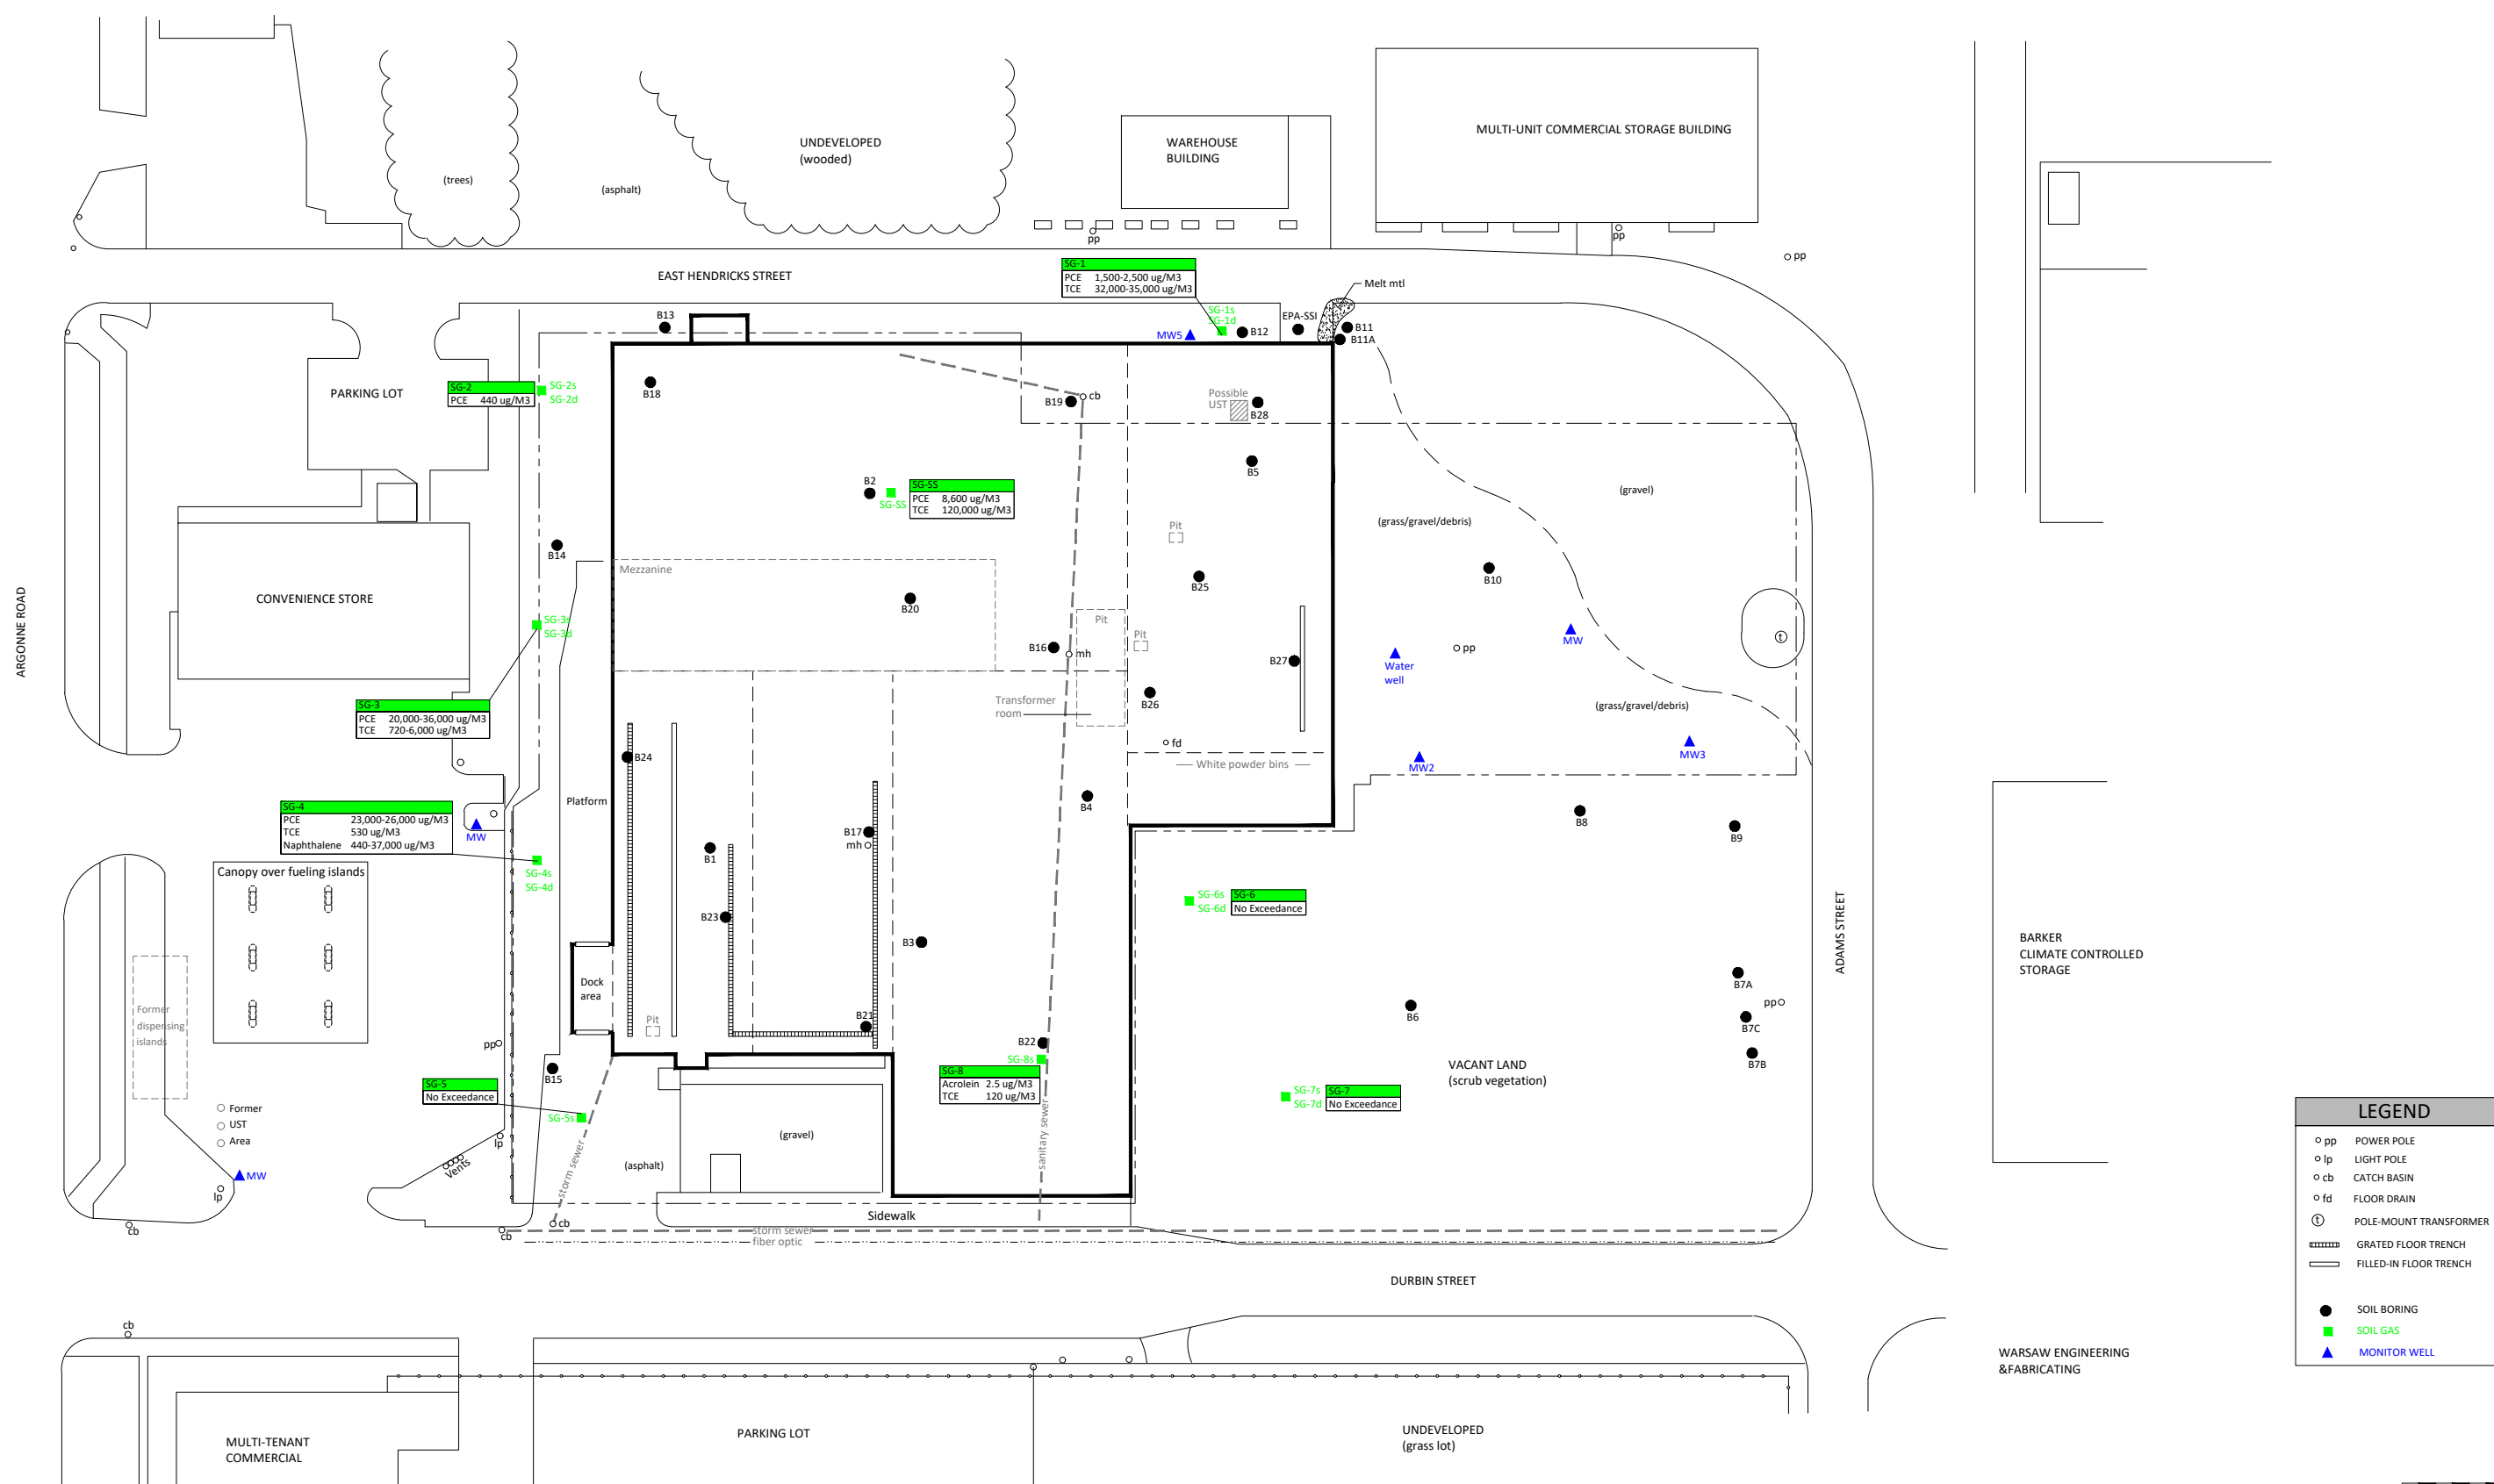 UNDEVELOPED
(wooded)
WAREHOUSE
BUILDING
MULTI-UNIT COMMERCIAL STORAGE BUILDING
(trees)
(asphalt)
pp
pp
pp
EAST HENDRICKS STREET
SG-1
PCE 1,500-2,500 ug/M3
TCE 32,000-35,000 ug/M3
Melt mtl
SG-1s
SG-1d
B13
MW5
B12
EPA-SSI
B11
B11A
PARKING LOT
SG-2
PCE 440 ug/M3
SG-2s
SG-2d
B18
B19
cb
Possible
UST
B28
B5
B2
SG-SS
SG-SS
PCE 8,600 ug/M3
TCE 120,000 ug/M3
(gravel)
(grass/gravel/debris)
Pit
B14
Mezzanine
B25
B10
ARGONNE ROAD
CONVENIENCE STORE
B20
SG-3s
SG-3d
Pit
Pit
B16
mh
B27
pp
MW
t
Water
well
SG-3
PCE 20,000-36,000 ug/M3
TCE 720-6,000 ug/M3
Transformer
room
B26
(grass/gravel/debris)
fd
White powder bins
MW2
MW3
B24
Platform
B4
SG-4
PCE 23,000-26,000 ug/M3
TCE 530 ug/M3
Naphthalene 440-37,000 ug/M3
MW
B17
mh
B1
B8
B9
SG-4s
SG-4d
Canopy over fueling islands
SG-6s
SG-6d
SG-6
No Exceedance
B23
B3
ADAMS STREET
BARKER
CLIMATE CONTROLLED
STORAGE
Dock
area
B7A
pp
B6
B7C
B7B
Former
dispensing
islands
Pit
B21
B22
pp
SG-8s
SG-8
Acrolein 2.5 ug/M3
TCE 120 ug/M3
B15
VACANT LAND
(scrub vegetation)
SG-5
No Exceedance
SG-5s
SG-7s
SG-7d
SG-7
No Exceedance
Former
UST
Area
lp
Vents
(gravel)
(asphalt)
storm sewer
sanitary sewer
MW
lp
cb
cb
cb
Sidewalk
storm sewer
fiber optic
DURBIN STREET
LEGEND
pp POWER POLE
lp LIGHT POLE
cb CATCH BASIN
fd FLOOR DRAIN
t POLE-MOUNT TRANSFORMER
GRATED FLOOR TRENCH
FILLED-IN FLOOR TRENCH
SOIL BORING
SOIL GAS
MONITOR WELL
cb
WARSAW ENGINEERING
&FABRICATING
MULTI-TENANT
COMMERCIAL
PARKING LOT
UNDEVELOPED
(grass lot)